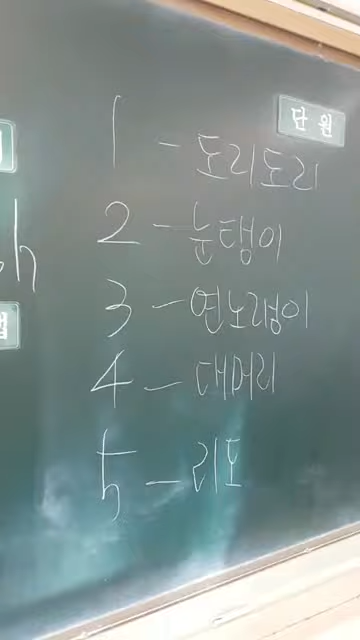 단원
1 - 도리도리
2 - 눈탱이
3 - 연노랭이
4 - 대머리
5 - 리도